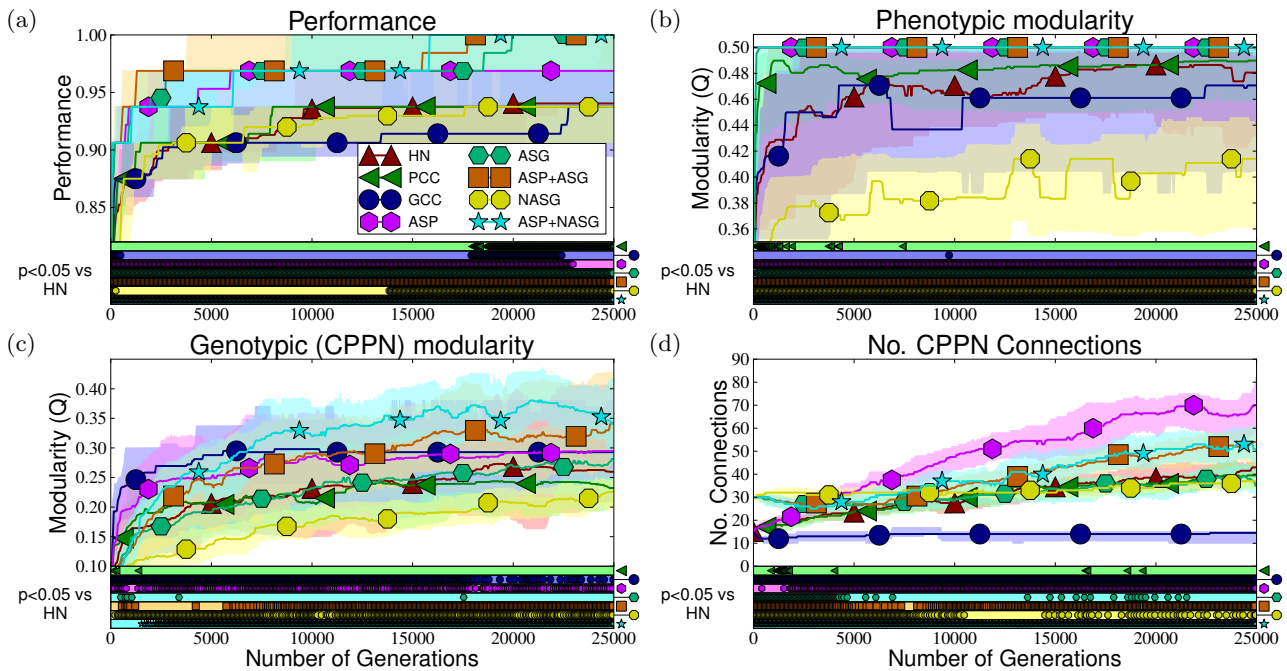 (a)
Performance
Performance
1.00
0.95
0.90
0.85
HN
PCC
GCC
ASP
ASG
ASP+ASG
NASG
ASP+NASG
p<0.05 vs
HN
0
5000
10000
15000
20000
25000
(b)
Phenotypic modularity
Modularity (Q)
0.50
0.48
0.46
0.44
0.42
0.40
0.38
0.36
p<0.05 vs
HN
0
5000
10000
15000
20000
25000
(c)
Genotypic (CPPN) modularity
Modularity (Q)
0.40
0.35
0.30
0.25
0.20
0.15
0.10
p<0.05 vs
HN
0
5000
10000
15000
20000
25000
Number of Generations
(d)
No. CPPN Connections
No. Connections
90
80
70
60
50
40
30
20
10
0
p<0.05 vs
HN
0
5000
10000
15000
20000
25000
Number of Generations